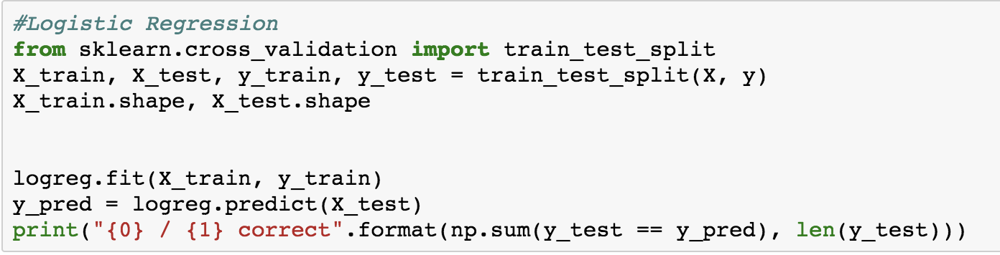 #Logistic Regression
from sklearn.cross_validation import train_test_split
X_train, X_test, y_train, y_test = train_test_split(X, y)
X_train.shape, X_test.shape
logreg.fit(X_train, y_train)
y_pred = logreg.predict(X_test)
print("{0} / {1} correct".format(np.sum(y_test == y_pred), len(y_test)))